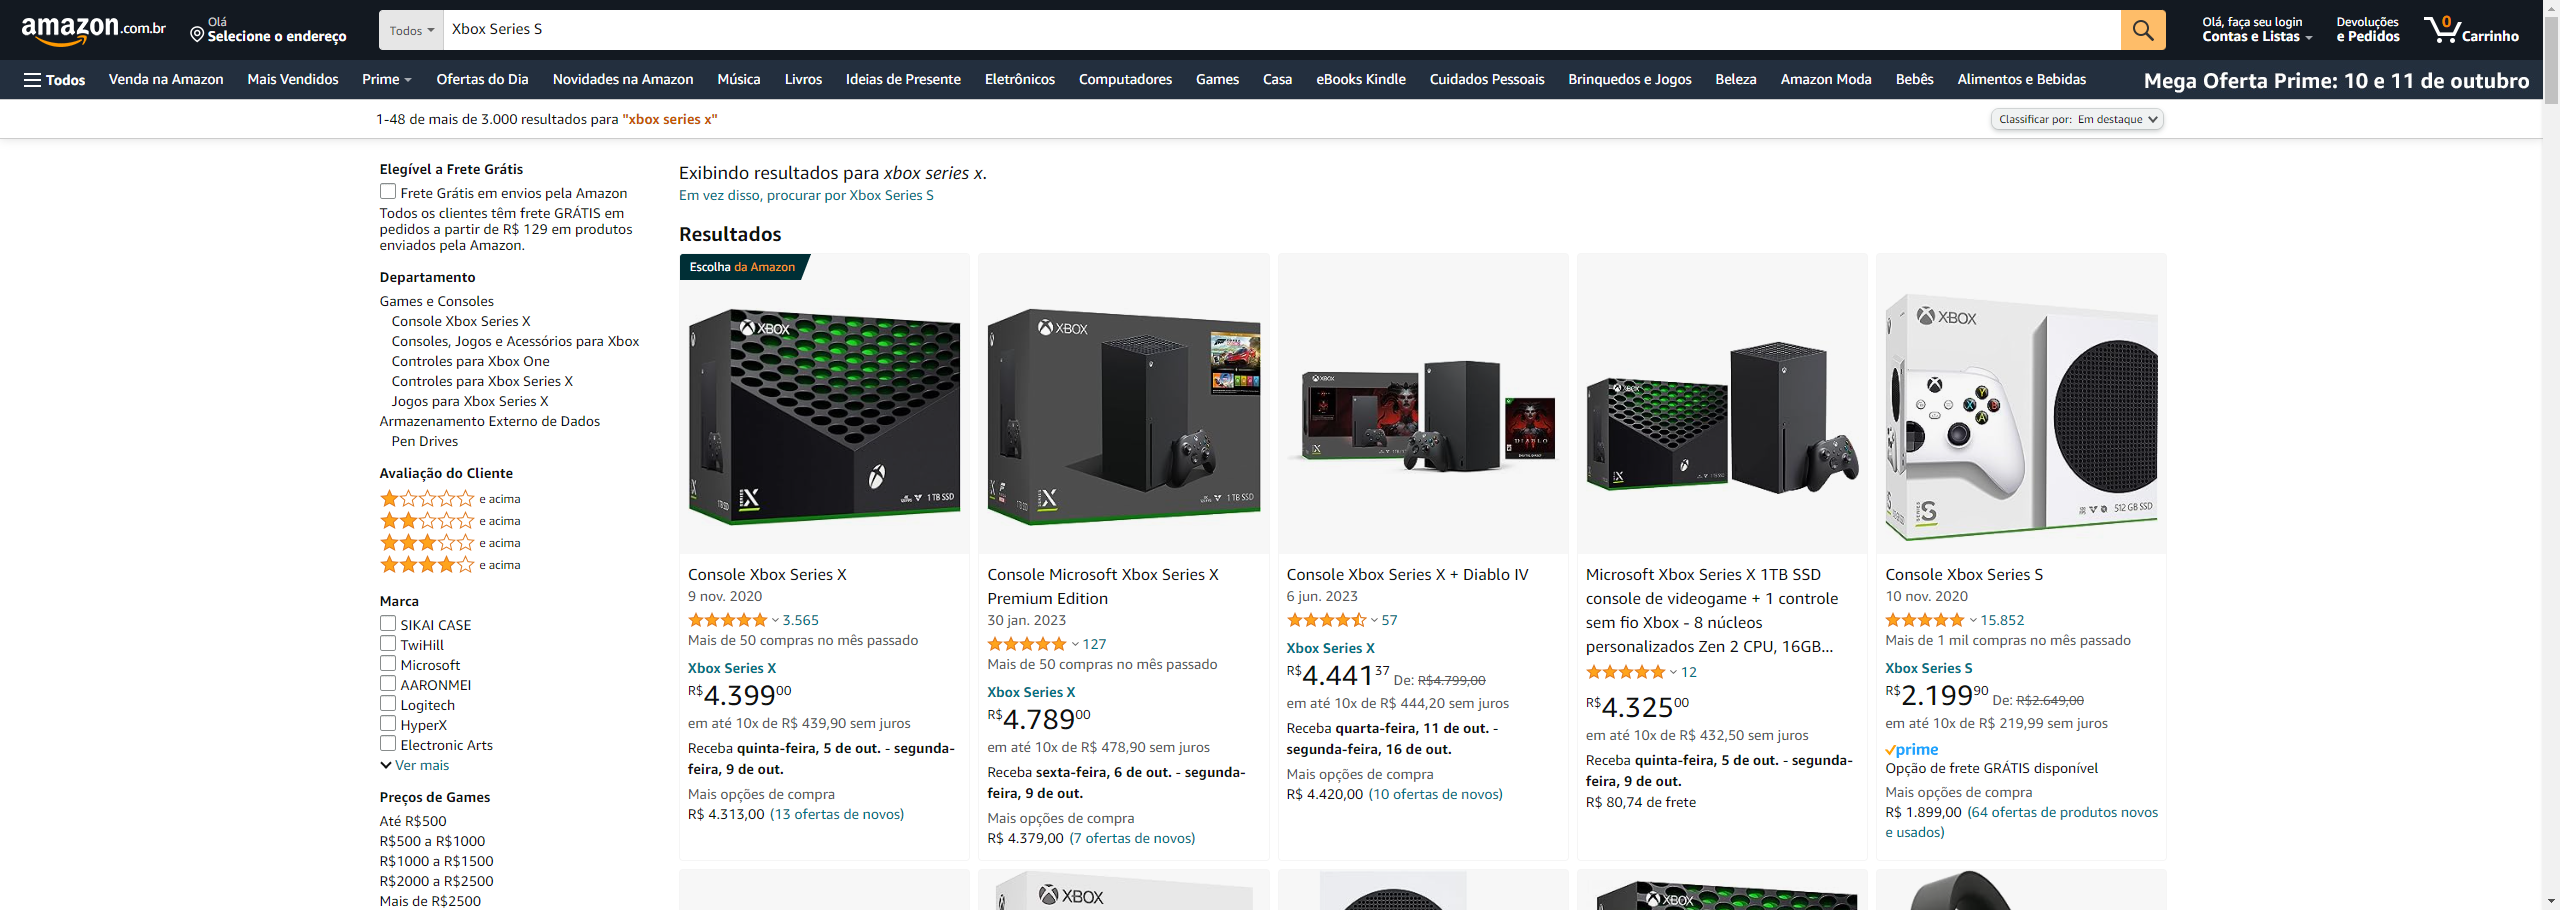 amazon.com.br
Olá
Selecione o endereço
Todos
Xbox Series S
Olá, faça seu login
Contas e Listas
Devoluções
e Pedidos
0
Carrinho
Todos
Venda na Amazon
Mais Vendidos
Prime
Ofertas do Dia
Novidades na Amazon
Música
Livros
Ideias de Presente
Eletrônicos
Computadores
Games
Casa
eBooks Kindle
Cuidados Pessoais
Brinquedos e Jogos
Beleza
Amazon Moda
Bebês
Alimentos e Bebidas
Mega Oferta Prime: 10 e 11 de outubro
1-48 de mais de 3.000 resultados para "xbox series x"
Classificar por: Em destaque
Elegível a Frete Grátis
Frete Grátis em envios pela Amazon
Todos os clientes têm frete GRÁTIS em
pedidos a partir de R$ 129 em produtos
enviados pela Amazon.
Departamento
Games e Consoles
Console Xbox Series X
Consoles, Jogos e Acessórios para Xbox
Controles para Xbox One
Controles para Xbox Series X
Jogos para Xbox Series X
Armazenamento Externo de Dados
Pen Drives
Avaliação do Cliente
e acima
e acima
e acima
e acima
Marca
SIKAI CASE
TwiHill
Microsoft
AARONMEI
Logitech
HyperX
Electronic Arts
Ver mais
Preços de Games
Até R$500
R$500 a R$1000
R$1000 a R$1500
R$2000 a R$2500
Mais de R$2500
Exibindo resultados para xbox series x.
Em vez disso, procurar por Xbox Series S
Resultados
Escolha da Amazon
XBOX
SERIES X
1 TB SSD
Console Xbox Series X
9 nov. 2020
3.565
Mais de 50 compras no mês passado
Xbox Series X
R$4.39900
em até 10x de R$ 439,90 sem juros
Receba quinta-feira, 5 de out. - segunda-
feira, 9 de out.
Mais opções de compra
R$ 4.313,00 (13 ofertas de novos)
XBOX
SERIES X
1TB SSD
Console Microsoft Xbox Series X
Premium Edition
30 jan. 2023
127
Mais de 50 compras no mês passado
Xbox Series X
R$4.78900
em até 10x de R$ 478,90 sem juros
Receba sexta-feira, 6 de out. - segunda-
feira, 9 de out.
Mais opções de compra
R$ 4.379,00 (7 ofertas de novos)
XBOX
DIABLO
Console Xbox Series X + Diablo IV
6 jun. 2023
57
Xbox Series X
R$4.44137 De: R$4.799,00
em até 10x de R$ 444,20 sem juros
Receba quarta-feira, 11 de out. -
segunda-feira, 16 de out.
Mais opções de compra
R$ 4.420,00 (10 ofertas de novos)
XBOX
Microsoft Xbox Series X 1TB SSD
console de videogame + 1 controle
sem fio Xbox - 8 núcleos
personalizados Zen 2 CPU, 16GB...
12
R$4.32500
em até 10x de R$ 432,50 sem juros
Receba quinta-feira, 5 de out. - segunda-
feira, 9 de out.
R$ 80,74 de frete
XBOX
Y
X
B
A
SERIES S
512 GB SSD
Console Xbox Series S
10 nov. 2020
15.852
Mais de 1 mil compras no mês passado
Xbox Series S
R$2.19990 De: R$2.649,00
em até 10x de R$ 219,99 sem juros
prime
Opção de frete GRÁTIS disponível
Mais opções de compra
R$ 1.899,00 (64 ofertas de produtos novos
e usados)
XBOX
XBOX